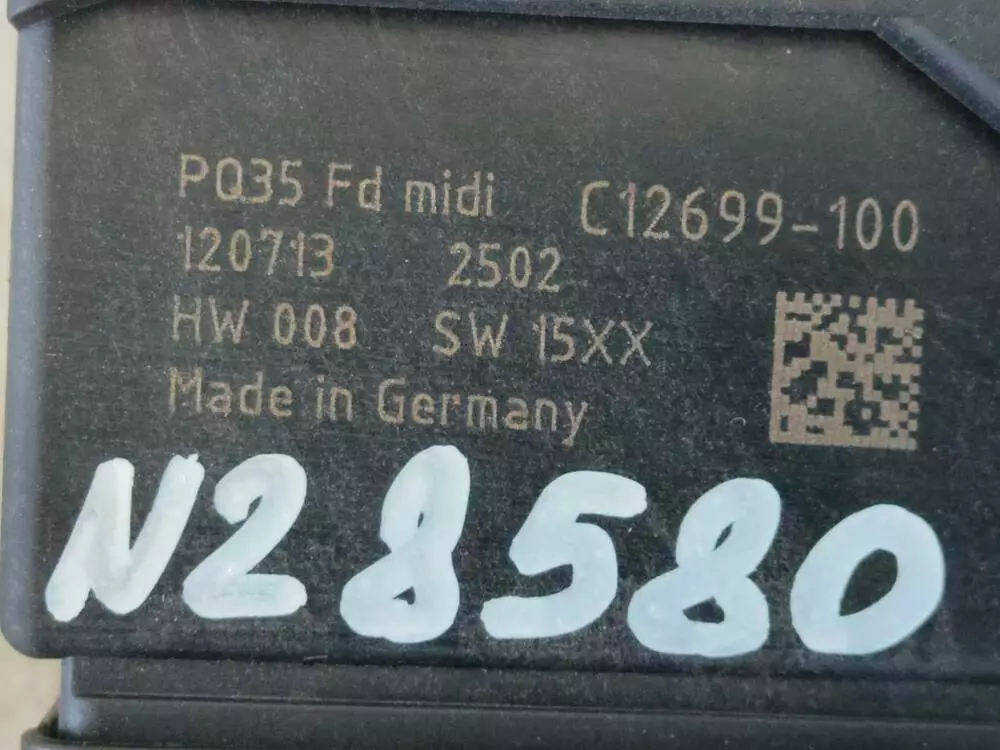 PQ35 Fd midi C12699-100
120713 2502
HW 008 SW 15XX
Made in Germany
N28580